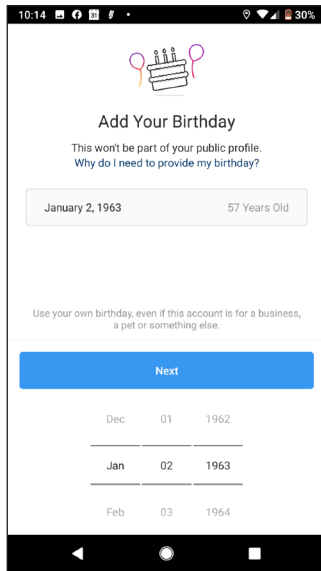 10:14 31 30%
Add Your Birthday
This won't be part of your public profile.
Why do I need to provide my birthday?
January 2, 1963 57 Years Old
Use your own birthday, even if this account is for a business,
a pet or something else.
Next
Dec 01 1962
Jan 02 1963
Feb 03 1964